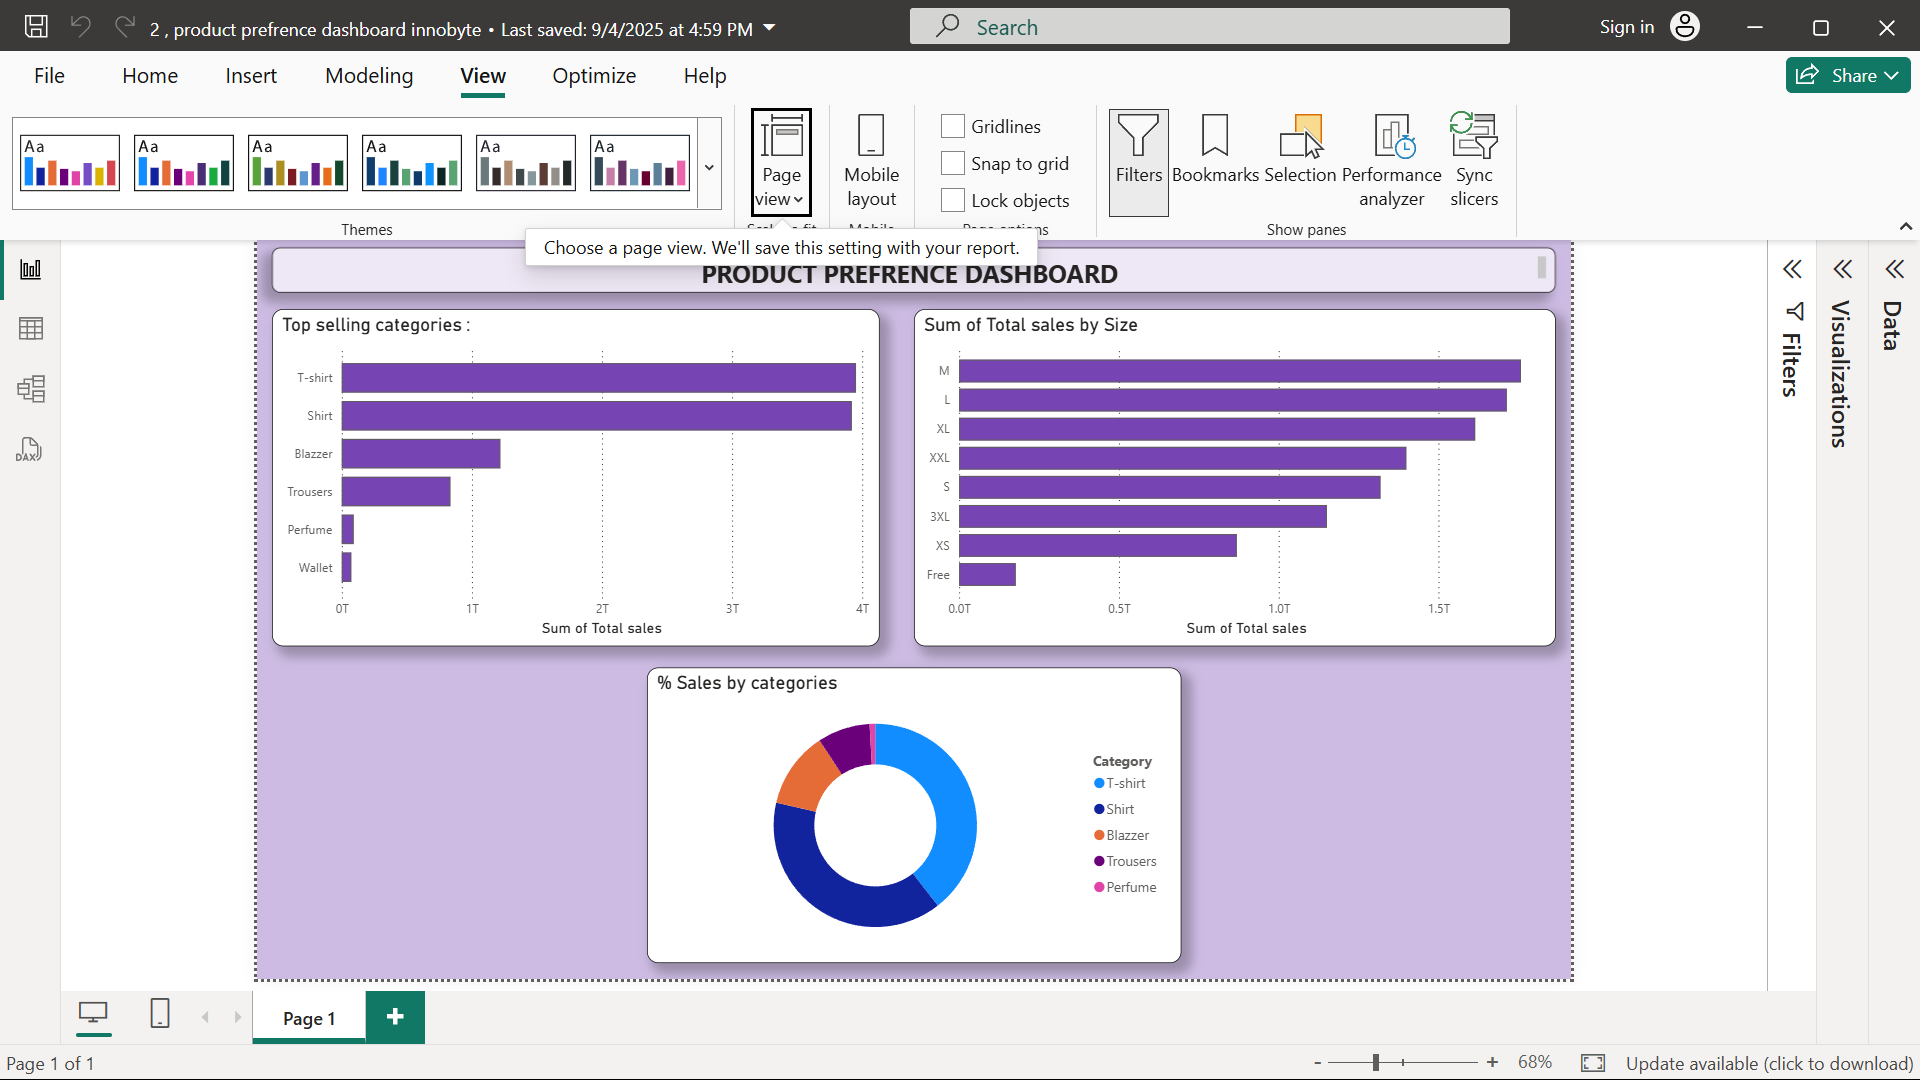 2 , product prefrence dashboard innobyte • Last saved: 9/4/2025 at 4:59 PM
Search
Sign in
File
Home
Insert
Modeling
View
Optimize
Help
Share
Aa
Aa
Aa
Aa
Aa
Aa
Themes
Page
view
Mobile
layout
Gridlines
Snap to grid
Lock objects
Filters
Bookmarks
Selection
Performance
analyzer
Sync
slicers
Show panes
Choose a page view. We'll save this setting with your report.
PRODUCT PREFRENCE DASHBOARD
Top selling categories :
T-shirt
Shirt
Blazzer
Trousers
Perfume
Wallet
0T
1T
2T
3T
4T
Sum of Total sales
Sum of Total sales by Size
M
L
XL
XXL
S
3XL
XS
Free
0.0T
0.5T
1.0T
1.5T
Sum of Total sales
% Sales by categories
Category
T-shirt
Shirt
Blazzer
Trousers
Perfume
Filters
Visualizations
Data
DAX
Page 1
+
Page 1 of 1
- + 68%
Update available (click to download)